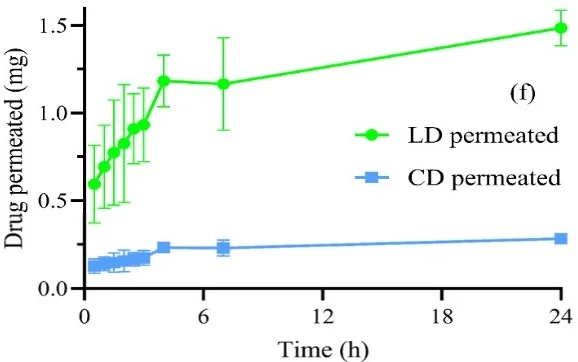 Drug permeated (mg)
1.5
1.0
0.5
0.0
(f)
LD permeated
CD permeated
0
6
12
18
24
Time (h)